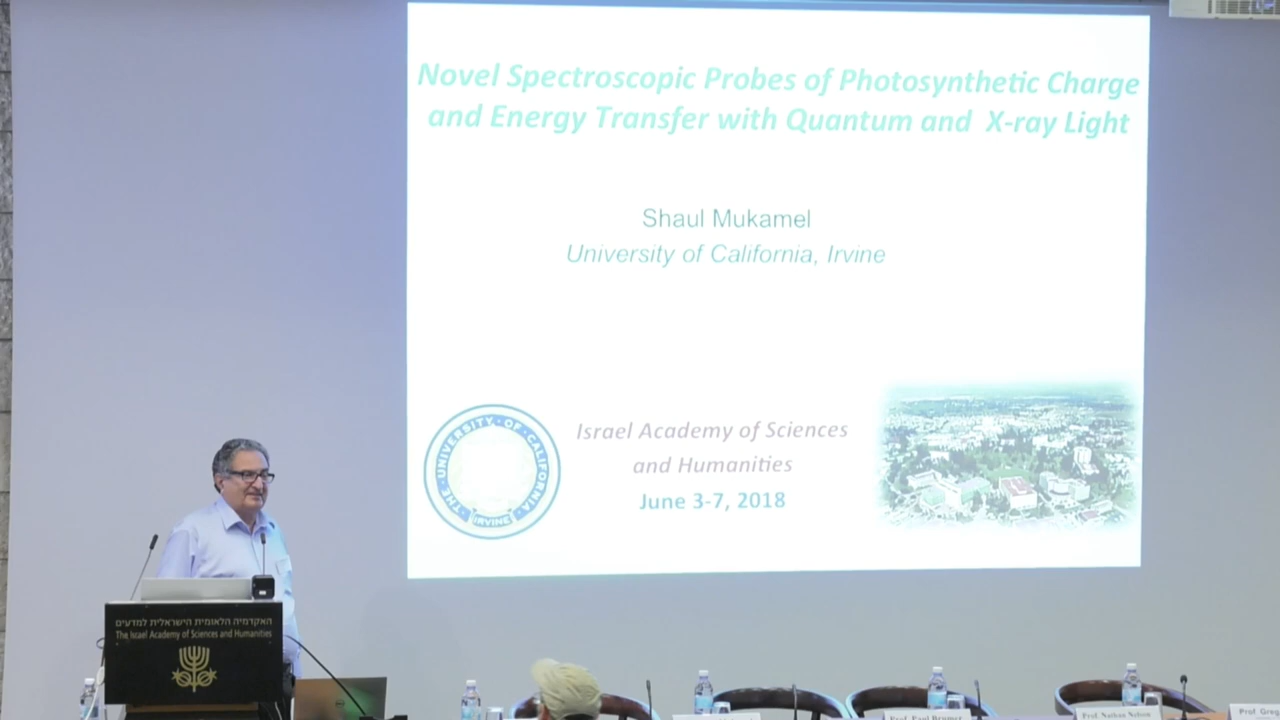 Novel Spectroscopic Probes of Photosynthetic Charge
and Energy Transfer with Quantum and X-ray Light
Shaul Mukamel
University of California, Irvine
THE · UNIVERSITY · OF · CALIFORNIA ·
IRVINE
Israel Academy of Sciences
and Humanities
June 3-7, 2018
האקדמיה הלאומית הישראלית למדעים
The Israel Academy of Sciences and Humanities
Prof. Paul Brumer
Prof. Nathan Nelson
Prof. Greg